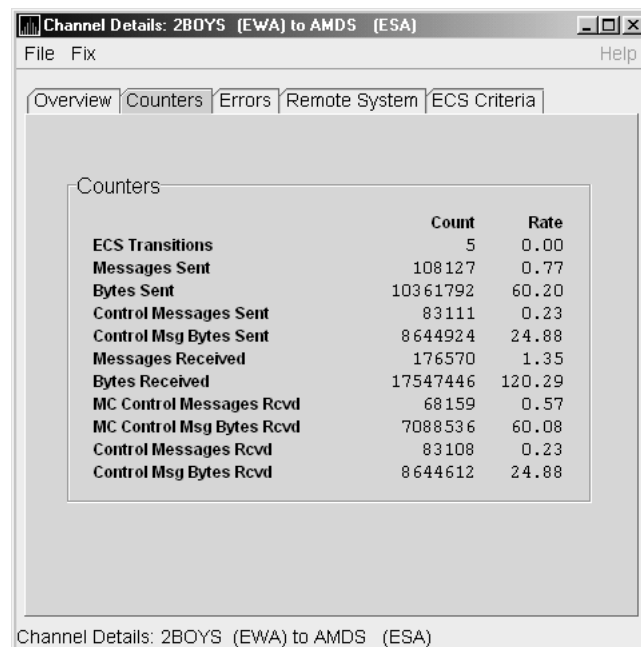 Channel Details: 2BOYS (EWA) to AMDS (ESA)
File Fix Help
Overview Counters Errors Remote System ECS Criteria
Counters
Count Rate
ECS Transitions 5 0.00
Messages Sent 108127 0.77
Bytes Sent 10361792 60.20
Control Messages Sent 83111 0.23
Control Msg Bytes Sent 8644924 24.88
Messages Received 176570 1.35
Bytes Received 17547446 120.29
MC Control Messages Rcvd 68159 0.57
MC Control Msg Bytes Rcvd 7088536 60.08
Control Messages Rcvd 83108 0.23
Control Msg Bytes Rcvd 8644612 24.88
Channel Details: 2BOYS (EWA) to AMDS (ESA)